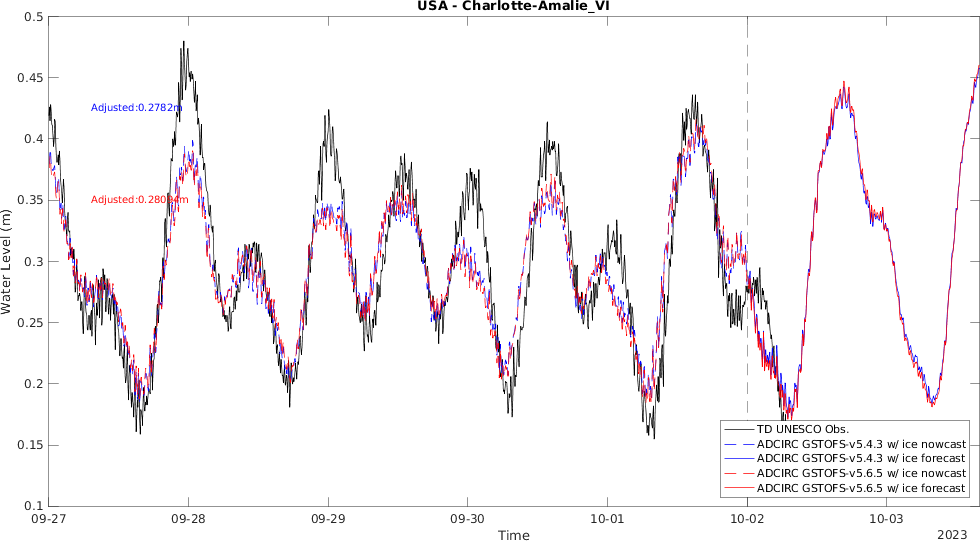 USA - Charlotte-Amalie_VI
0.5
0.45
0.4
0.35
0.3
0.25
0.2
0.15
0.1
Water Level (m)
Adjusted:0.2782m
TD UNESCO Obs.
ADCIRC GSTOFS-v5.4.3 w/ ice nowcast
ADCIRC GSTOFS-v5.4.3 w/ ice forecast
ADCIRC GSTOFS-v5.6.5 w/ ice nowcast
ADCIRC GSTOFS-v5.6.5 w/ ice forecast
09-27 09-28 09-29 09-30 10-01 10-02 10-03
Time
2023